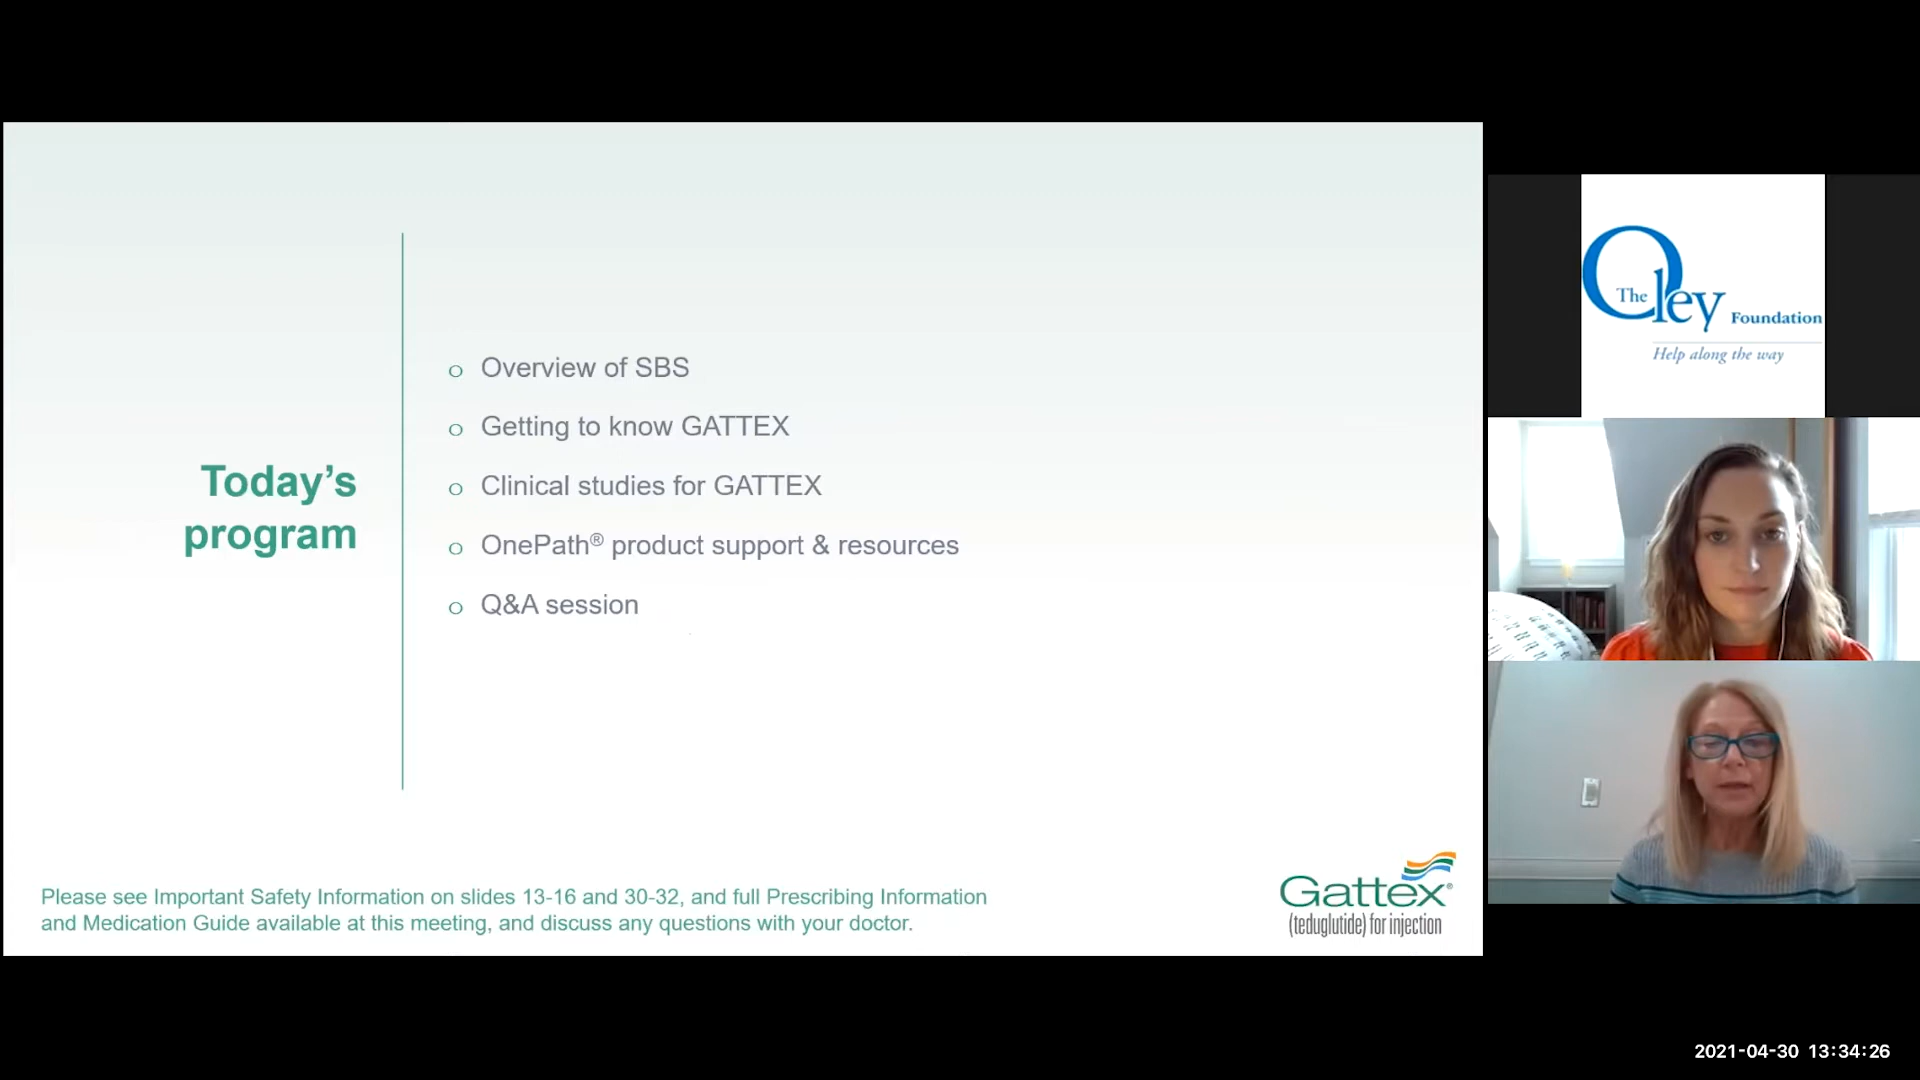 Today's
program
o Overview of SBS
o Getting to know GATTEX
o Clinical studies for GATTEX
o OnePath® product support & resources
o Q&A session
Please see Important Safety Information on slides 13-16 and 30-32, and full Prescribing Information
and Medication Guide available at this meeting, and discuss any questions with your doctor.
Gattex®
(teduglutide) for injection
The Oley Foundation
Help along the way
2021-04-30 13:34:26